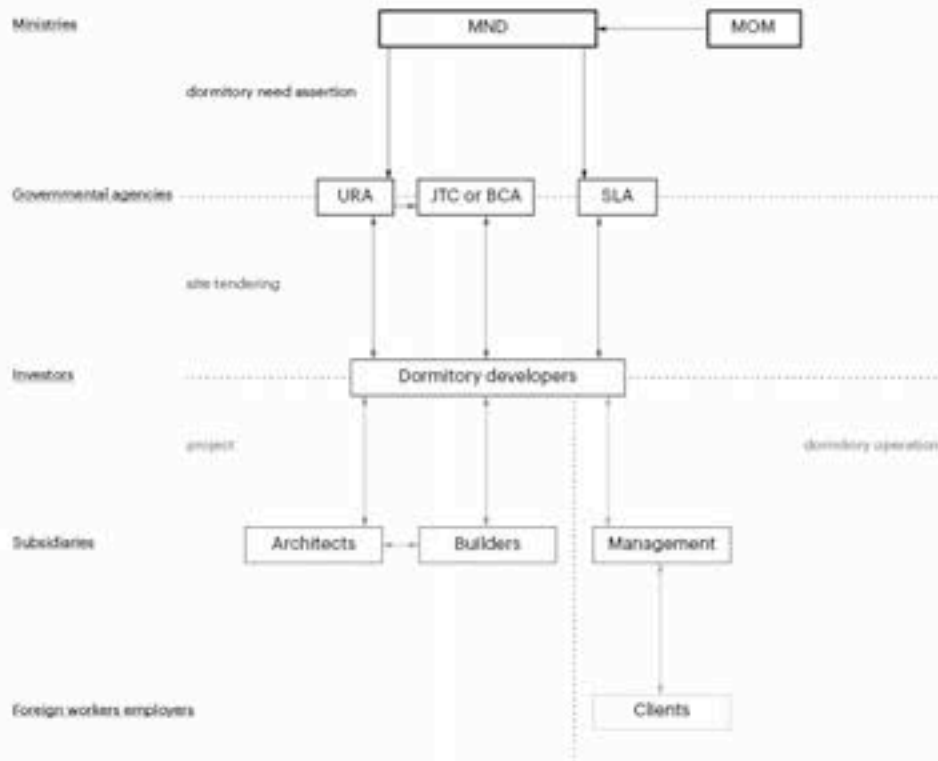 Ministries
MND
MOM
dormitory need assertion
Governmental agencies
URA
JTC or BCA
SLA
site tendering
Investors
Dormitory developers
project
dormitory operation
Subsidiaries
Architects
Builders
Management
Foreign workers employers
Clients